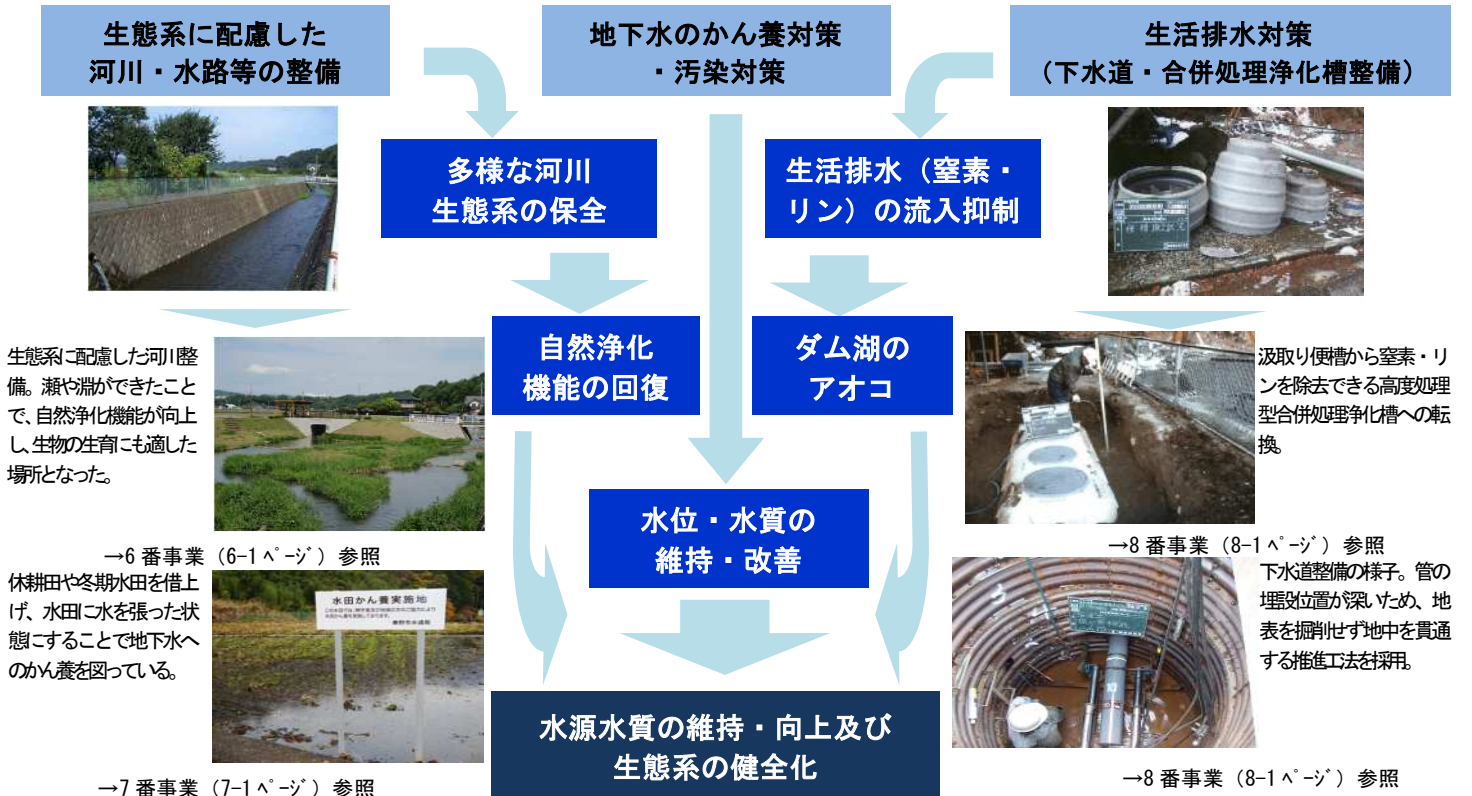 生態系に配慮した
河川・水路等の整備
地下水のかん養対策
・汚染対策
生活排水対策
（下水道・合併処理浄化槽整備）
多様な河川
生態系の保全
生活排水（窒素・
リン）の流入抑制
自然浄化
機能の回復
ダム湖の
アオコ
水位・水質の
維持・改善
水源水質の維持・向上及び
生態系の健全化
生態系に配慮した河川整
備。瀬や淵ができたこと
で、自然浄化機能が向上
し、生物の生育にも適した
場所となった。
→6 番事業（6-1 ﾍﾟｰｼﾞ）参照
休耕田や冬期水田を借上
げ、水田に水を張った状
態にすることで地下水へ
のかん養を図っている。
水田かん養実施地
→7 番事業（7-1 ﾍﾟｰｼﾞ）参照
汲取り便槽から窒素・リ
ンを除去できる高度処理
型合併処理浄化槽への転
換。
→8 番事業（8-1 ﾍﾟｰｼﾞ）参照
下水道整備の様子。管の
埋設位置が深いため、地
表を掘削せず地中を貫通
する推進工法を採用。
→8 番事業（8-1 ﾍﾟｰｼﾞ）参照